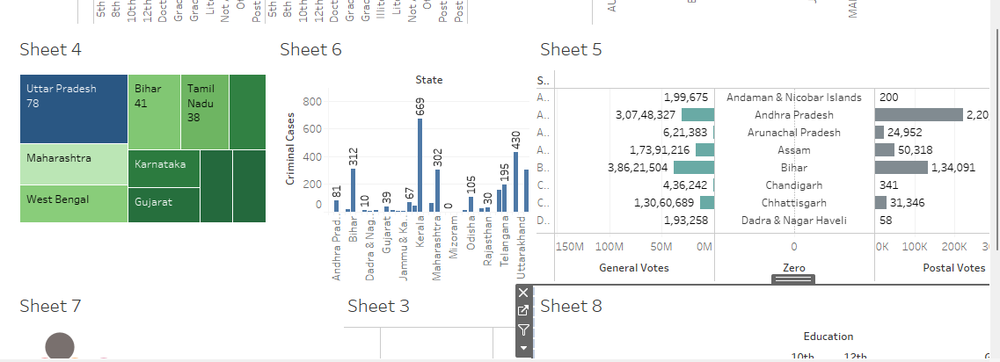 5th
8th
10th
12th
Doct
Grac
Grac
Lite
Not
Ot
Post
5th
8th
10th
12th
Doct
Grac
Grac
Illite
Lite
Not
Ot
Post
Post
AU
MA
Sheet 4
Sheet 6
Sheet 5
Uttar Pradesh
78
Bihar
41
Tamil
Nadu
38
Maharashtra
Karnataka
West Bengal
Gujarat
State
Criminal Cases
800
600
400
200
0
81
312
10
39
67
669
302
0
105
30
195
430
Andhra Prad..
Bihar
Dadra & Nag..
Gujarat
Jammu & Ka..
Kerala
Maharashtra
Mizoram
Odisha
Rajasthan
Telangana
Uttarakhand
S..
A.. 1,99,675 Andaman & Nicobar Islands 200
A.. 3,07,48,327 Andhra Pradesh 2,20
A.. 6,21,383 Arunachal Pradesh 24,952
A.. 1,73,91,216 Assam 50,318
B.. 3,86,21,504 Bihar 1,34,091
C.. 4,36,242 Chandigarh 341
C.. 1,30,60,689 Chhattisgarh 31,346
D.. 1,93,258 Dadra & Nagar Haveli 58
150M 100M 50M 0M 0 0K 100K 200K 3
General Votes Zero Postal Votes
Sheet 7
Sheet 3
Sheet 8
Education
10th 12th G